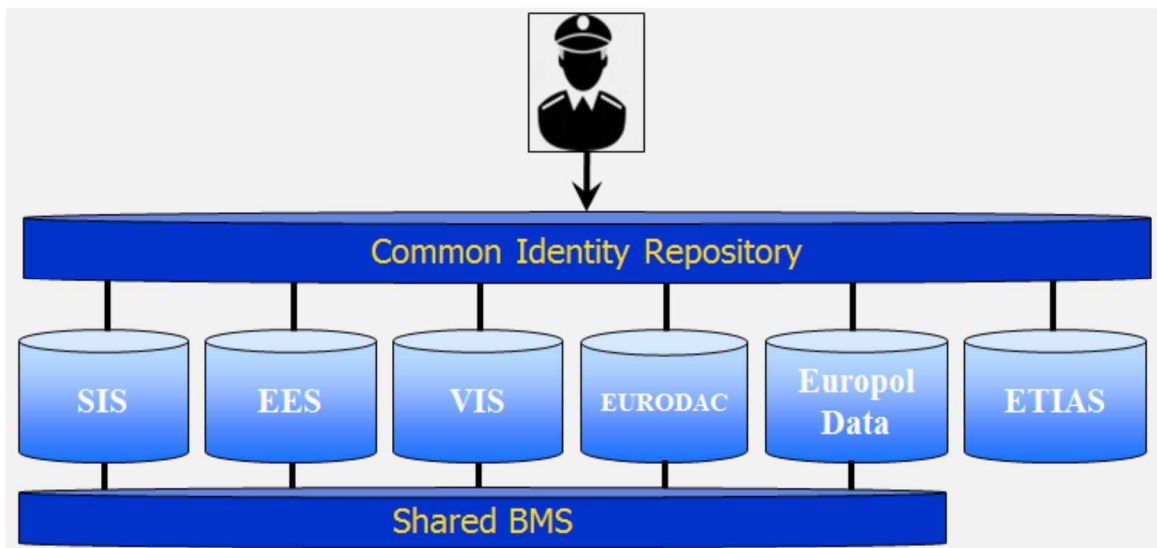 Common Identity Repository
SIS
EES
VIS
EURODAC
Europol
Data
ETIAS
Shared BMS